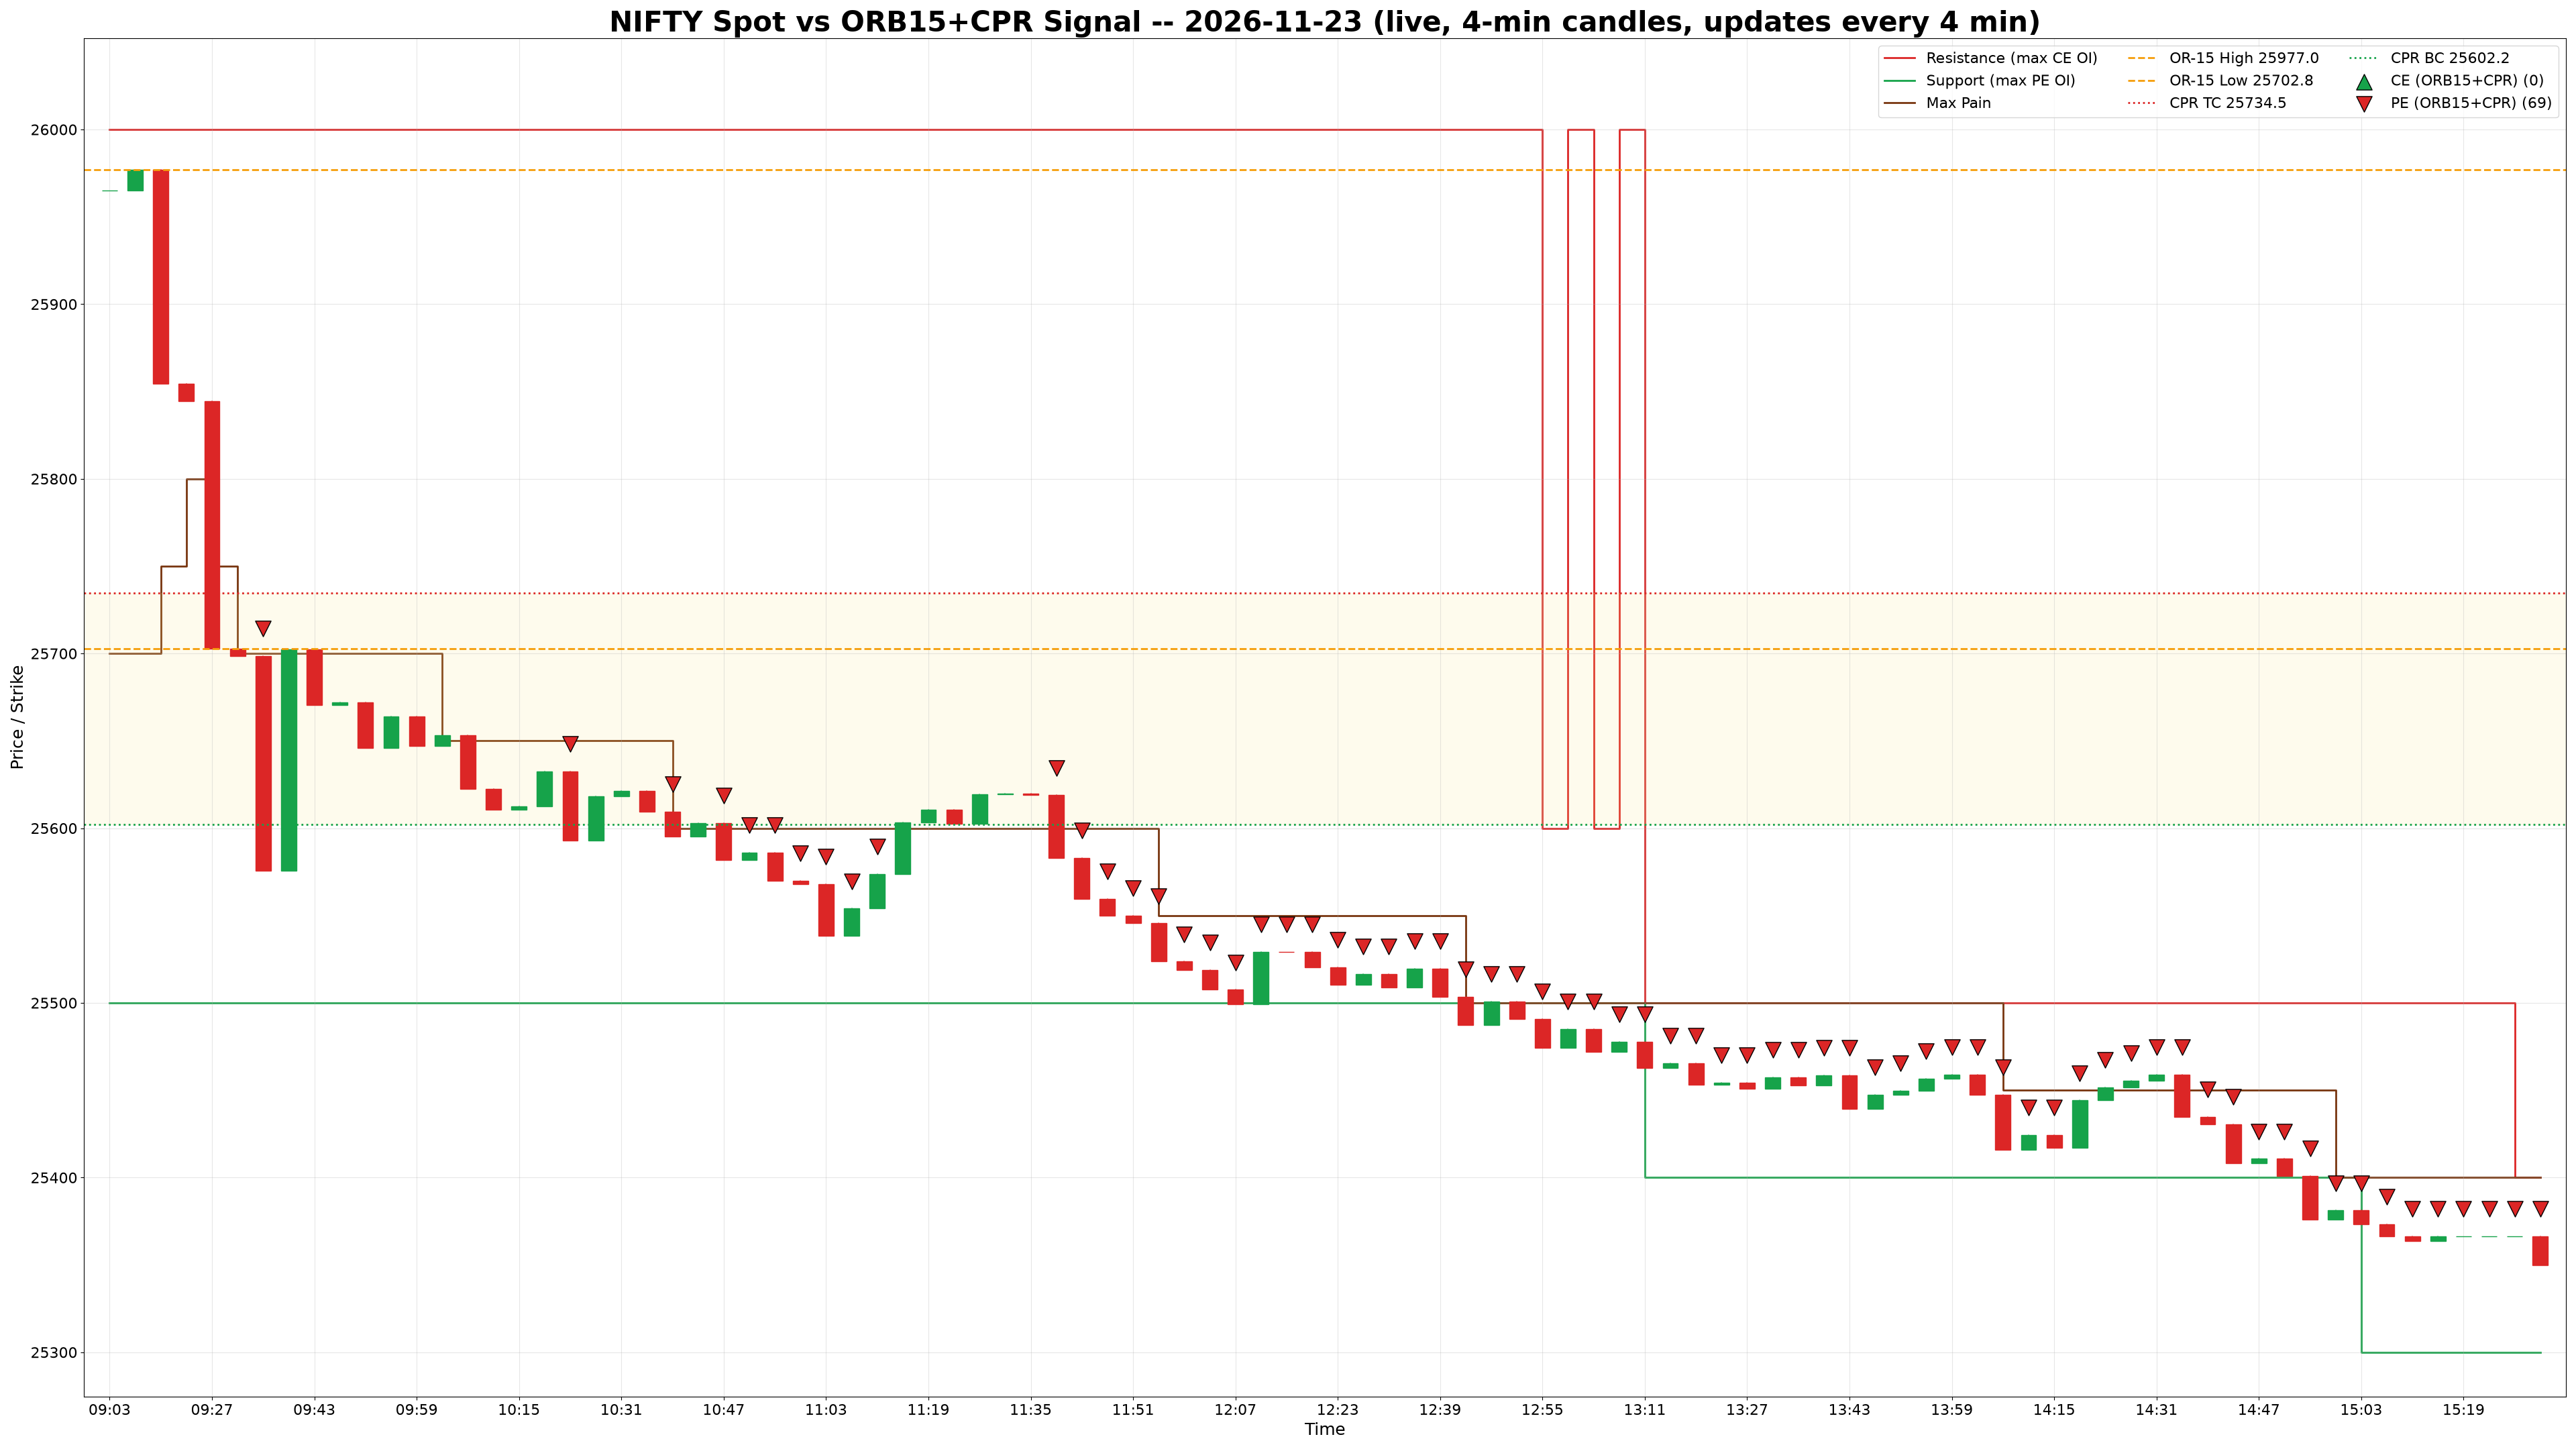 NIFTY Spot vs ORB15+CPR Signal -- 2026-11-23 (live, 4-min candles, updates every 4 min)
Resistance (max CE OI)
Support (max PE OI)
Max Pain
OR-15 High 25977.0
OR-15 Low 25702.8
CPR TC 25734.5
CPR BC 25602.2
CE (ORB15+CPR) (0)
PE (ORB15+CPR) (69)
Price / Strike
26000
25900
25800
25700
25600
25500
25400
25300
09:03 09:27 09:43 09:59 10:15 10:31 10:47 11:03 11:19 11:35 11:51 12:07 12:23 12:39 12:55 13:11 13:27 13:43 13:59 14:15 14:31 14:47 15:03 15:19
Time